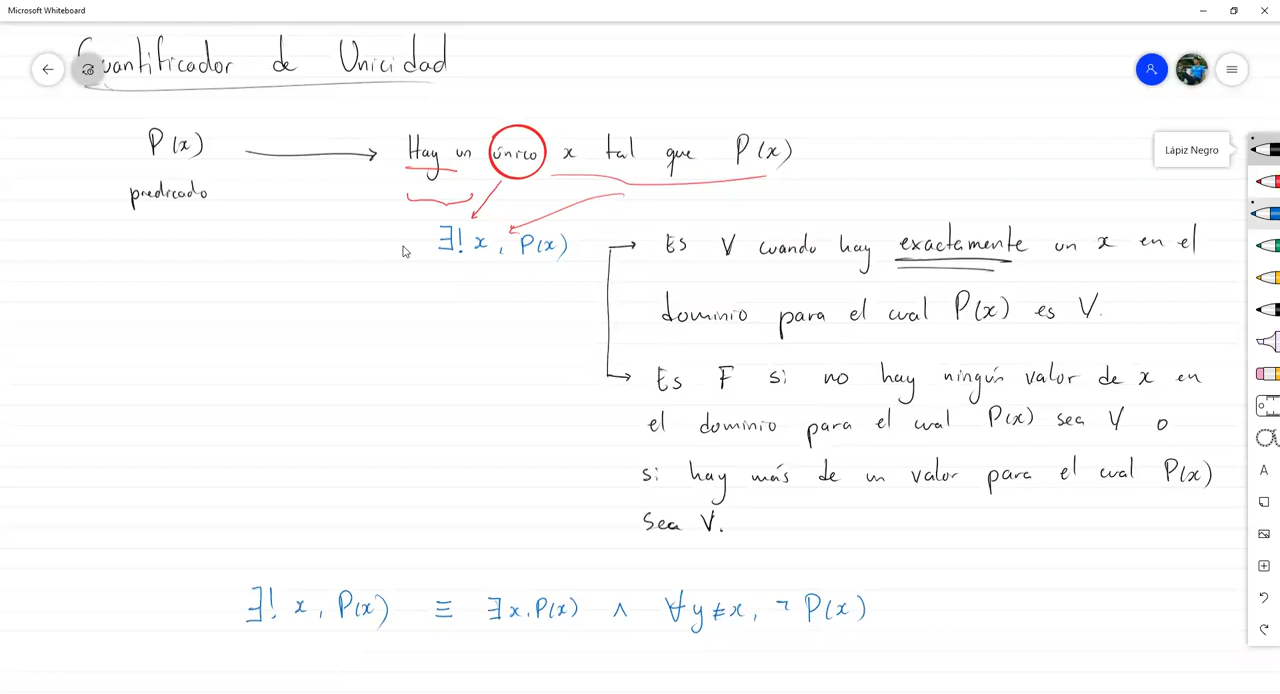 Microsoft Whiteboard
Cuantificador de Unicidad
P(x) Hay un único x tal que P(x)
Lápiz Negro
predicado
∃! x, P(x)
Es V cuando hay exactamente un x en el
dominio para el cual P(x) es V.
Es F si no hay ningún valor de x en
el dominio para el cual P(x) sea V o
si hay más de un valor para el cual P(x)
sea V.
∃! x, P(x) ≡ ∃x, P(x) ∧ ∀y≠x, ¬P(x)